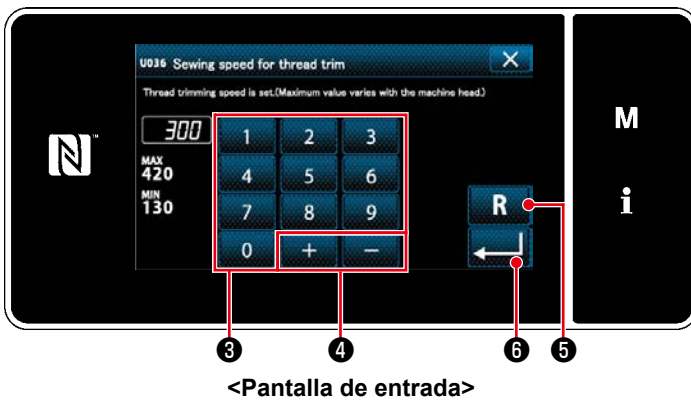 U036 Sewing speed for thread trim
Thread trimming speed is set.(Maximum value varies with the machine head.)
300
MAX
420
MIN
130
1 2 3
4 5 6
7 8 9
0 + −
R
N™
M
i
❸ ❹ ❻ ❺
<Pantalla de entrada>